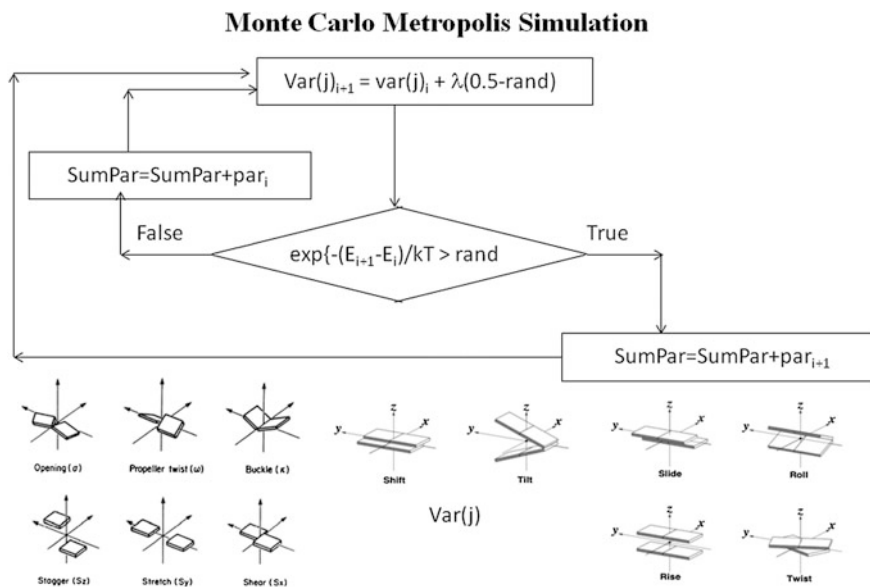 Monte Carlo Metropolis Simulation
Var(j)ᵢ₊₁ = var(j)ᵢ + λ(0.5-rand)
SumPar=SumPar+parᵢ
False
True
exp{-(Eᵢ₊₁-Eᵢ)/kT > rand
SumPar=SumPar+parᵢ₊₁
z
y
x
z
y
x
z
y
x
z
y
x
Opening (σ)
Propeller twist (ω)
Buckle (κ)
Shift
Tilt
Slide
Roll
Var(j)
z
y
x
z
y
x
Stagger (Sz)
Stretch (Sy)
Shear (Sx)
Rise
Twist